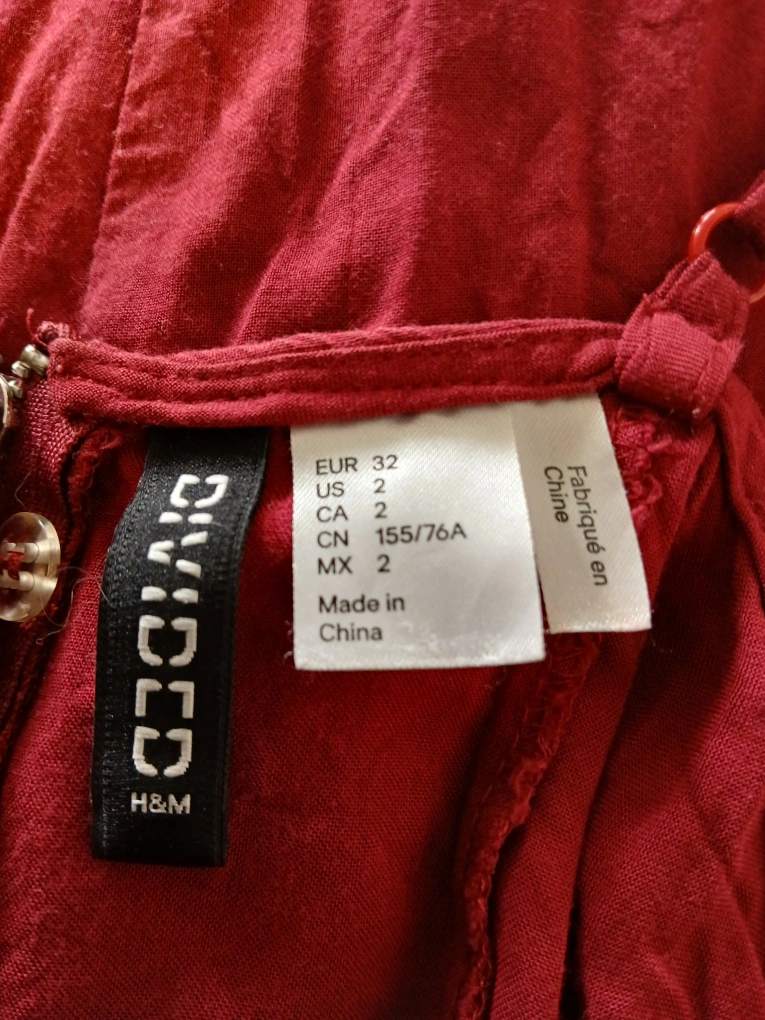 DIVIDED
H&M
EUR 32
US 2
CA 2
CN 155/76A
MX 2
Made in
China
Fabriqué en
Chine